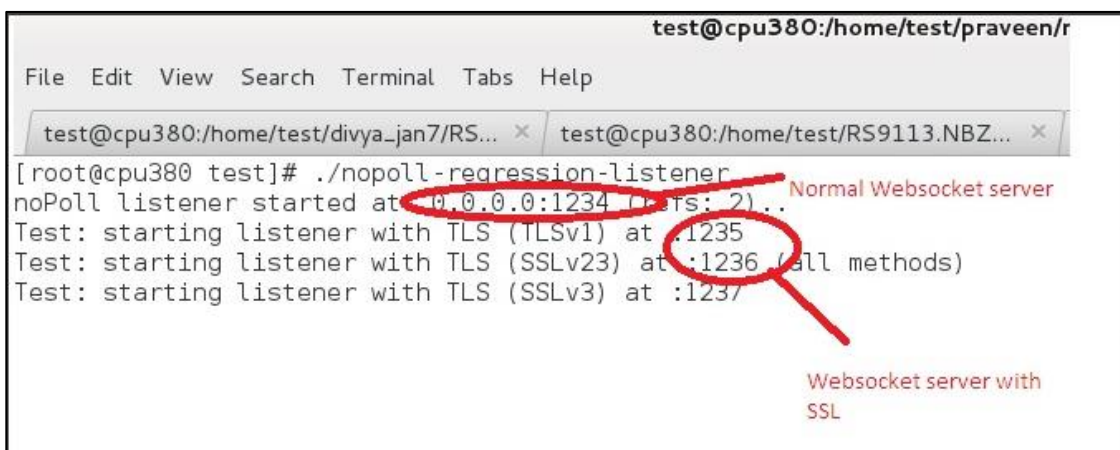 test@cpu380:/home/test/praveen/r
File Edit View Search Terminal Tabs Help
test@cpu380:/home/test/divya_jan7/RS... × test@cpu380:/home/test/RS9113.NBZ... ×
[root@cpu380 test]# ./nopoll-regression-listener
noPoll listener started at: 0.0.0.0:1234 (refs: 2)..
Normal Websocket server
Test: starting listener with TLS (TLSv1) at :1235
Test: starting listener with TLS (SSLv23) at :1236 (all methods)
Test: starting listener with TLS (SSLv3) at :1237
Websocket server with
SSL